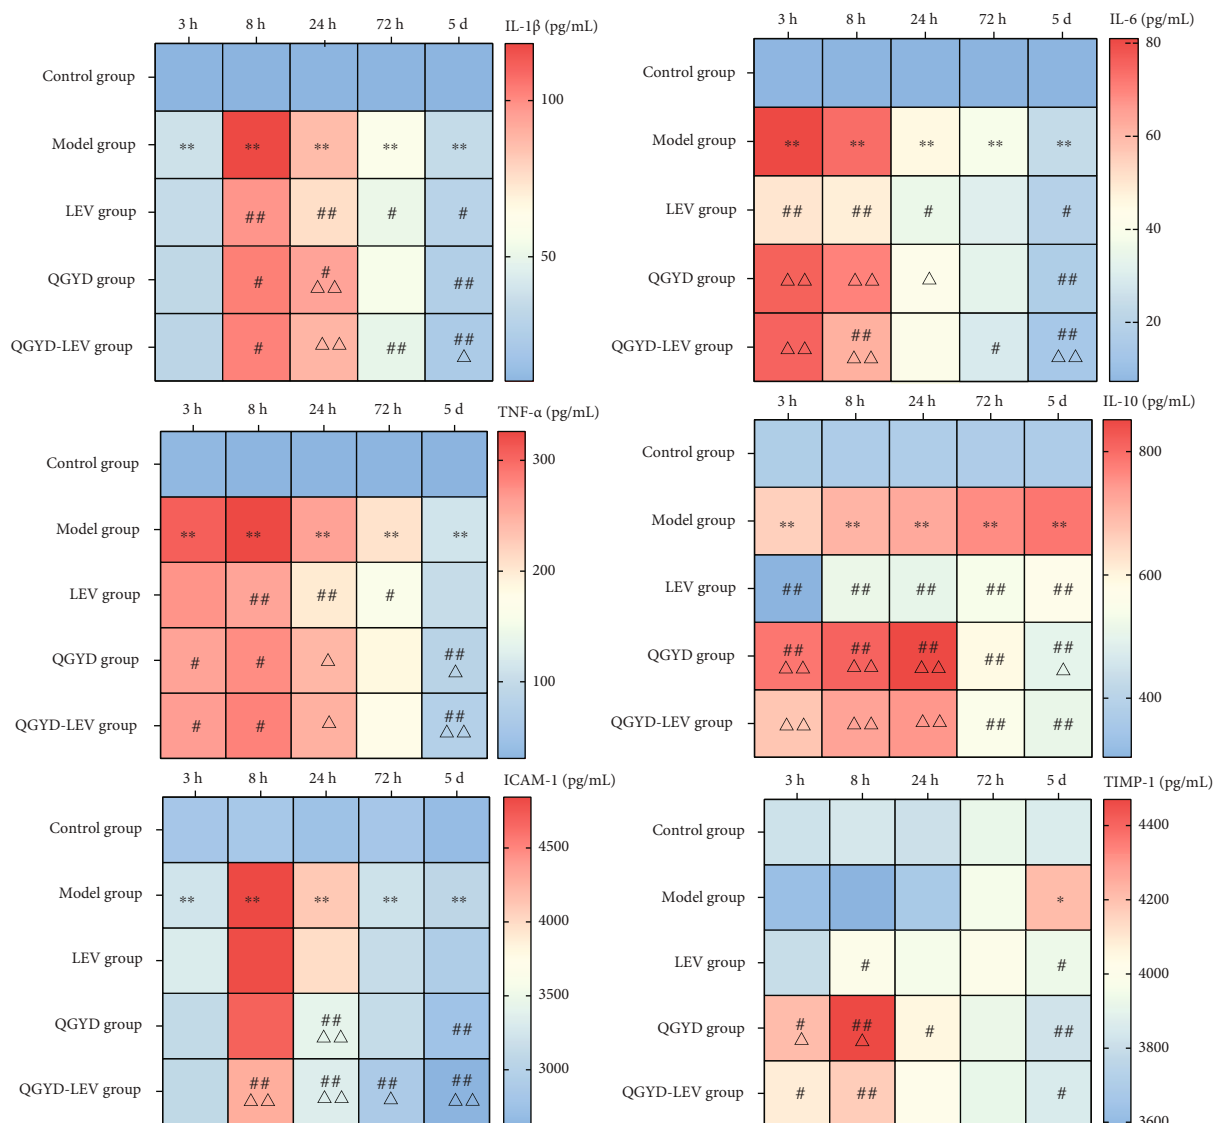 3 h 8 h 24 h 72 h 5 d IL-1β (pg/mL)
Control group
100
Model group ** ** ** ** **
LEV group ## ## # #
50
QGYD group # # ##
△△
QGYD-LEV group # △△ ## ##
△
3 h 8 h 24 h 72 h 5 d IL-6 (pg/mL)
80
Control group
Model group ** ** ** ** **
60
LEV group ## ## # #
40
QGYD group △△ △△ △ ##
20
QGYD-LEV group △△ ## # ##
△△ △△
3 h 8 h 24 h 72 h 5 d TNF-α (pg/mL)
Control group
300
Model group ** ** ** ** **
200
LEV group ## ## #
QGYD group # # △ ##
△
100
QGYD-LEV group # # △ ##
△△
3 h 8 h 24 h 72 h 5 d IL-10 (pg/mL)
Control group
800
Model group ** ** ** ** **
600
LEV group ## ## ## ## ##
QGYD group ## ## ## ## ##
△△ △△ △△ △
400
QGYD-LEV group △△ △△ △△ ## ##
3 h 8 h 24 h 72 h 5 d ICAM-1 (pg/mL)
Control group
4500
Model group ** ** ** ** **
4000
LEV group
3500
QGYD group ## ##
△△
3000
QGYD-LEV group ## ## ## ##
△△ △△ △ △△
3 h 8 h 24 h 72 h 5 d TIMP-1 (pg/mL)
Control group
4400
Model group *
4200
LEV group # #
4000
QGYD group # ## # ##
△ △
3800
QGYD-LEV group # ## #
3600